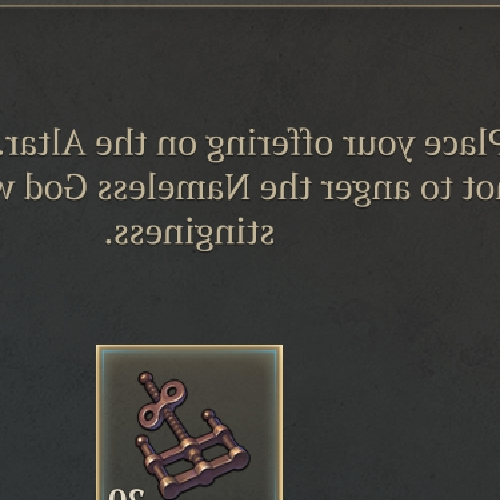 Place your offering on the Altar.
not to anger the Nameless God w
stinginess.